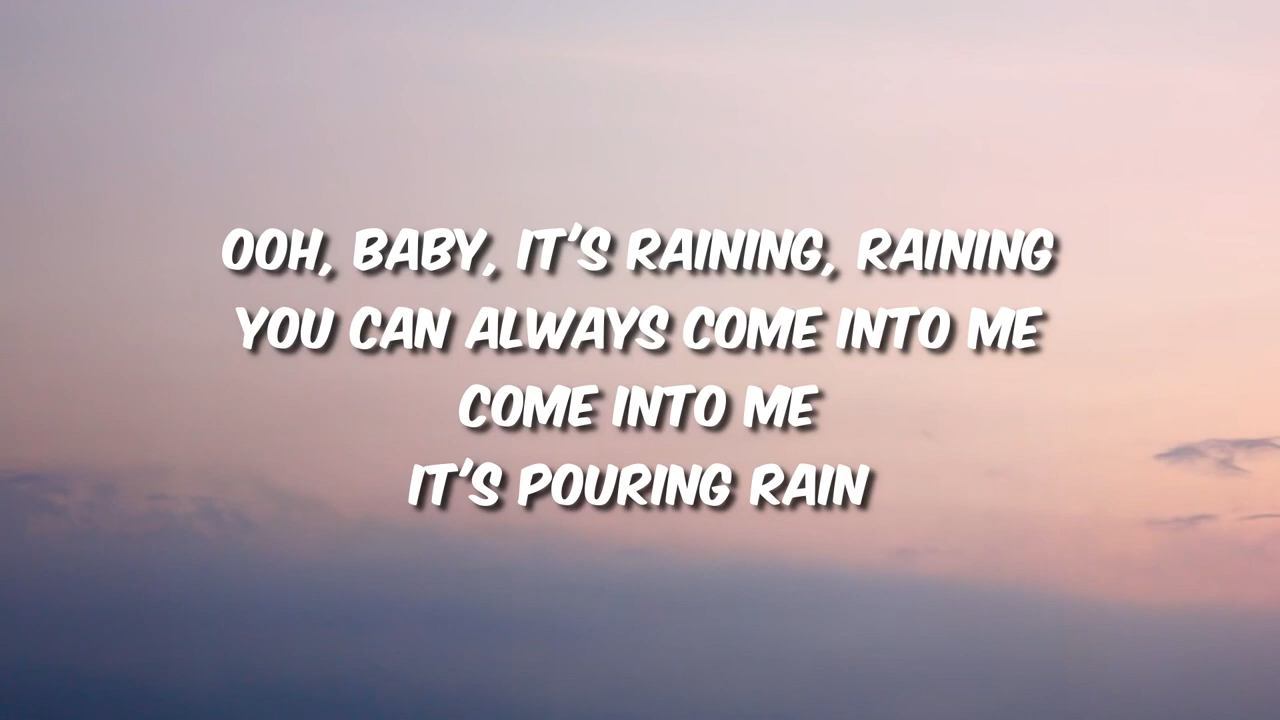 OOH, BABY, IT'S RAINING, RAINING
YOU CAN ALWAYS COME INTO ME
COME INTO ME
IT'S POURING RAIN